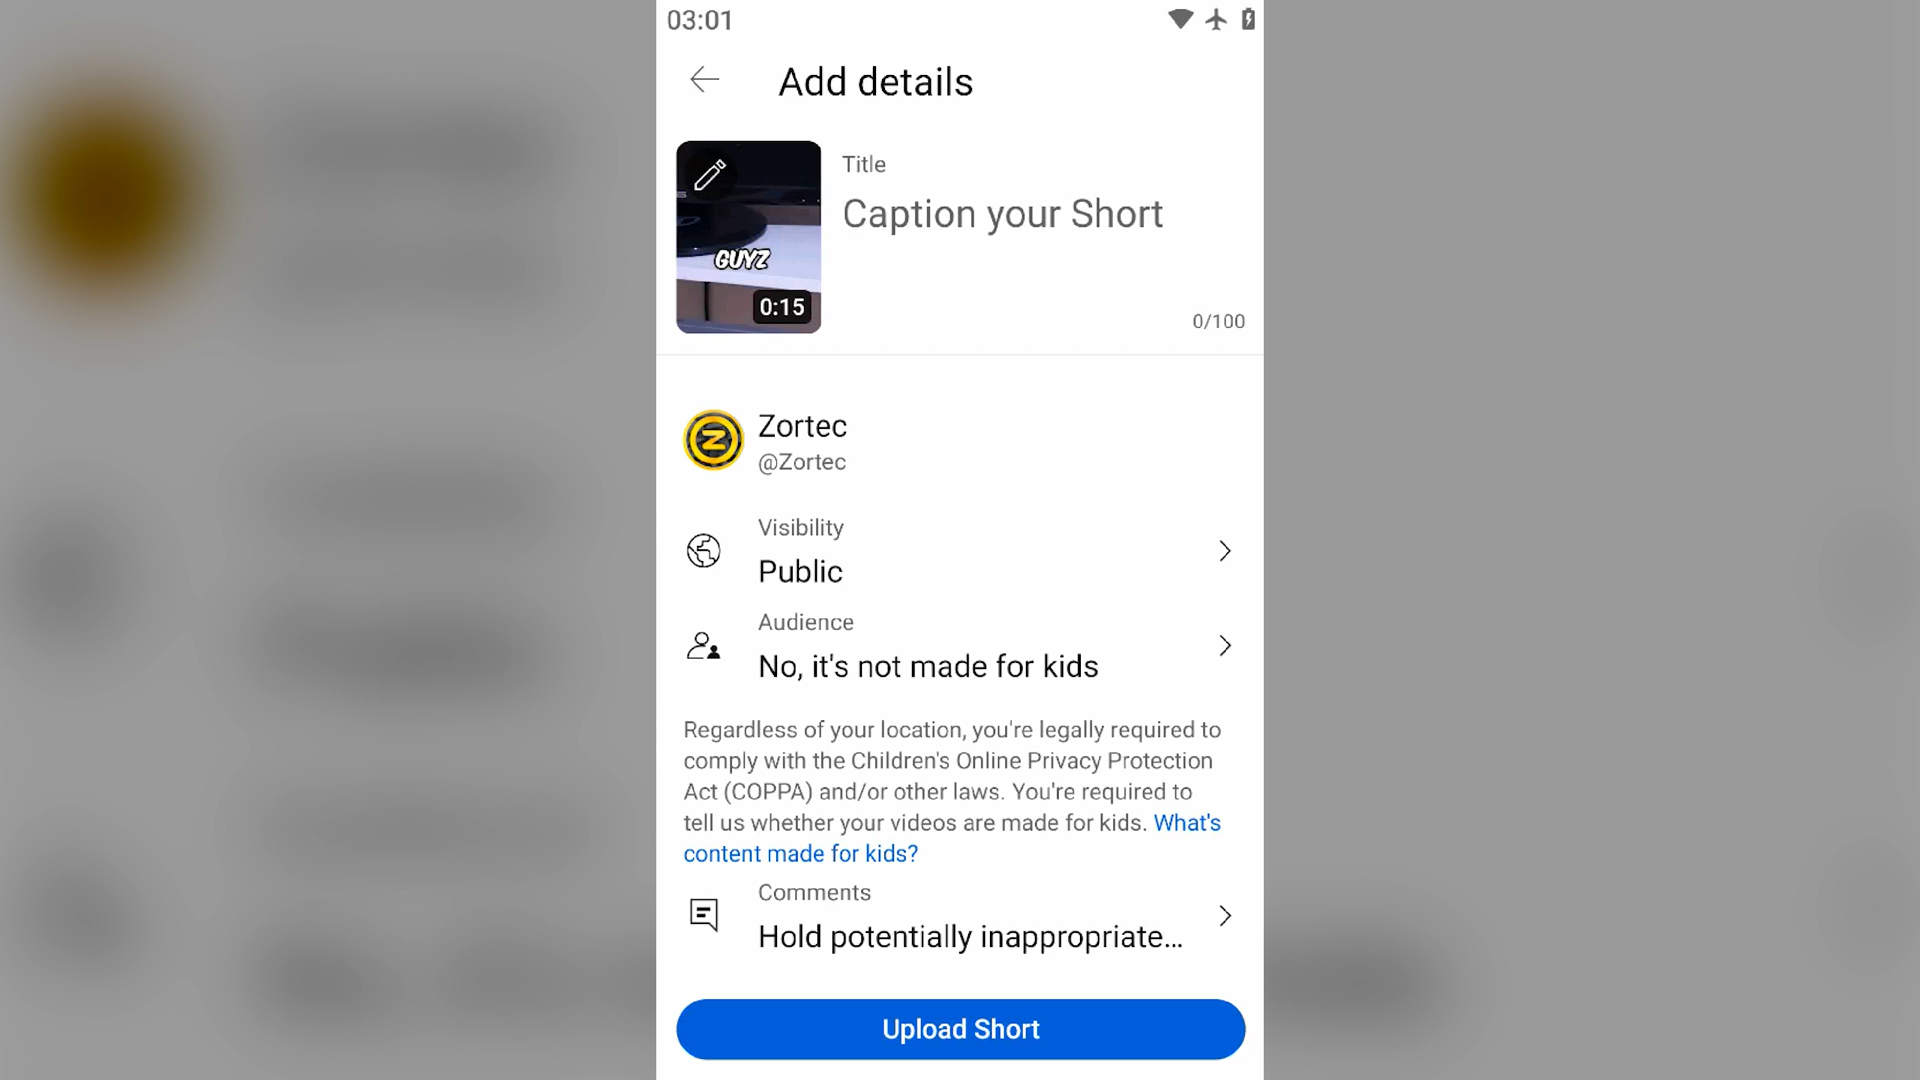 03:01
Add details
Title
Caption your Short
GUYZ
0:15
0/100
Z
Zortec
@Zortec
Visibility
Public
Audience
No, it's not made for kids
Regardless of your location, you're legally required to
comply with the Children's Online Privacy Protection
Act (COPPA) and/or other laws. You're required to
tell us whether your videos are made for kids. What's
content made for kids?
Comments
Hold potentially inappropriate...
Upload Short